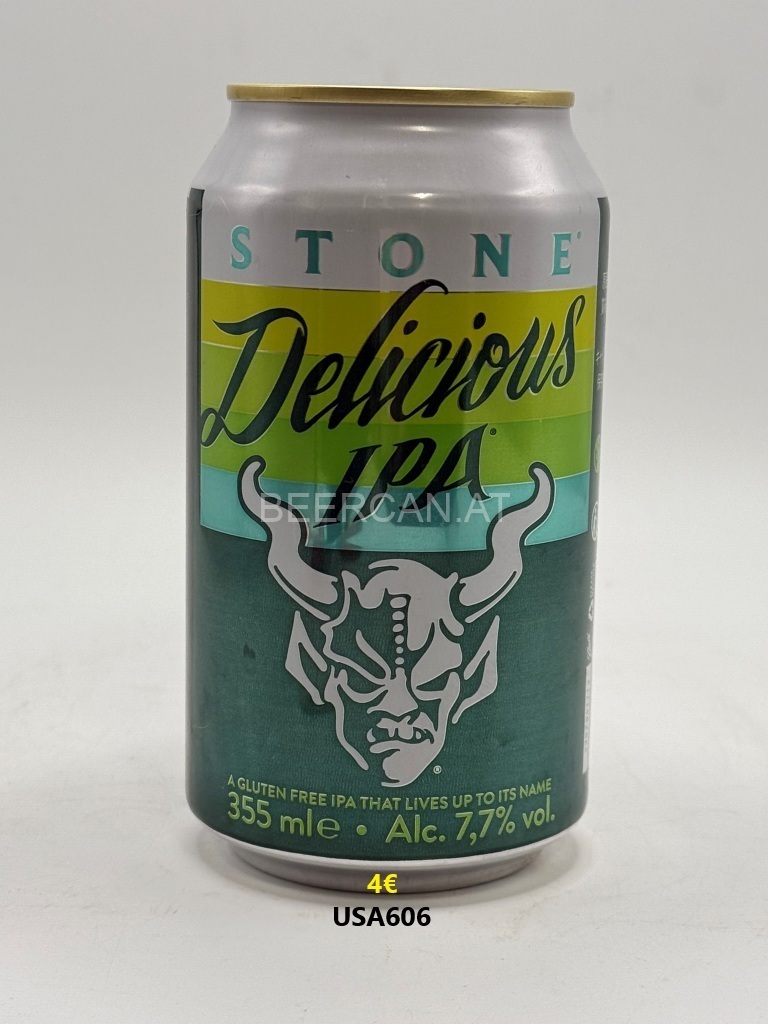 STONE®
Delicious
IPA®
BEERCAN.AT
®
A GLUTEN FREE IPA THAT LIVES UP TO ITS NAME
355 ml℮ • Alc. 7,7% vol.
4€
USA606